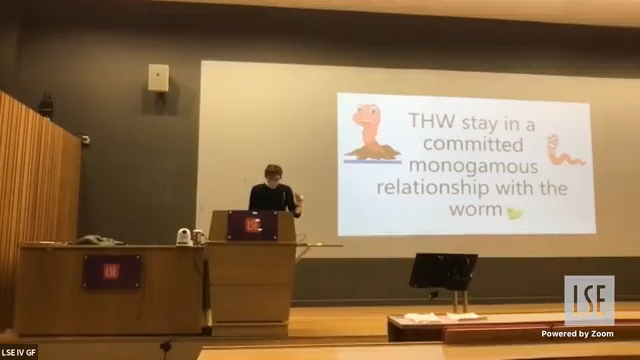 THW stay in a
committed
monogamous
relationship with the
worm
LSE
LSE
LSE
Powered by Zoom
LSE IV GF